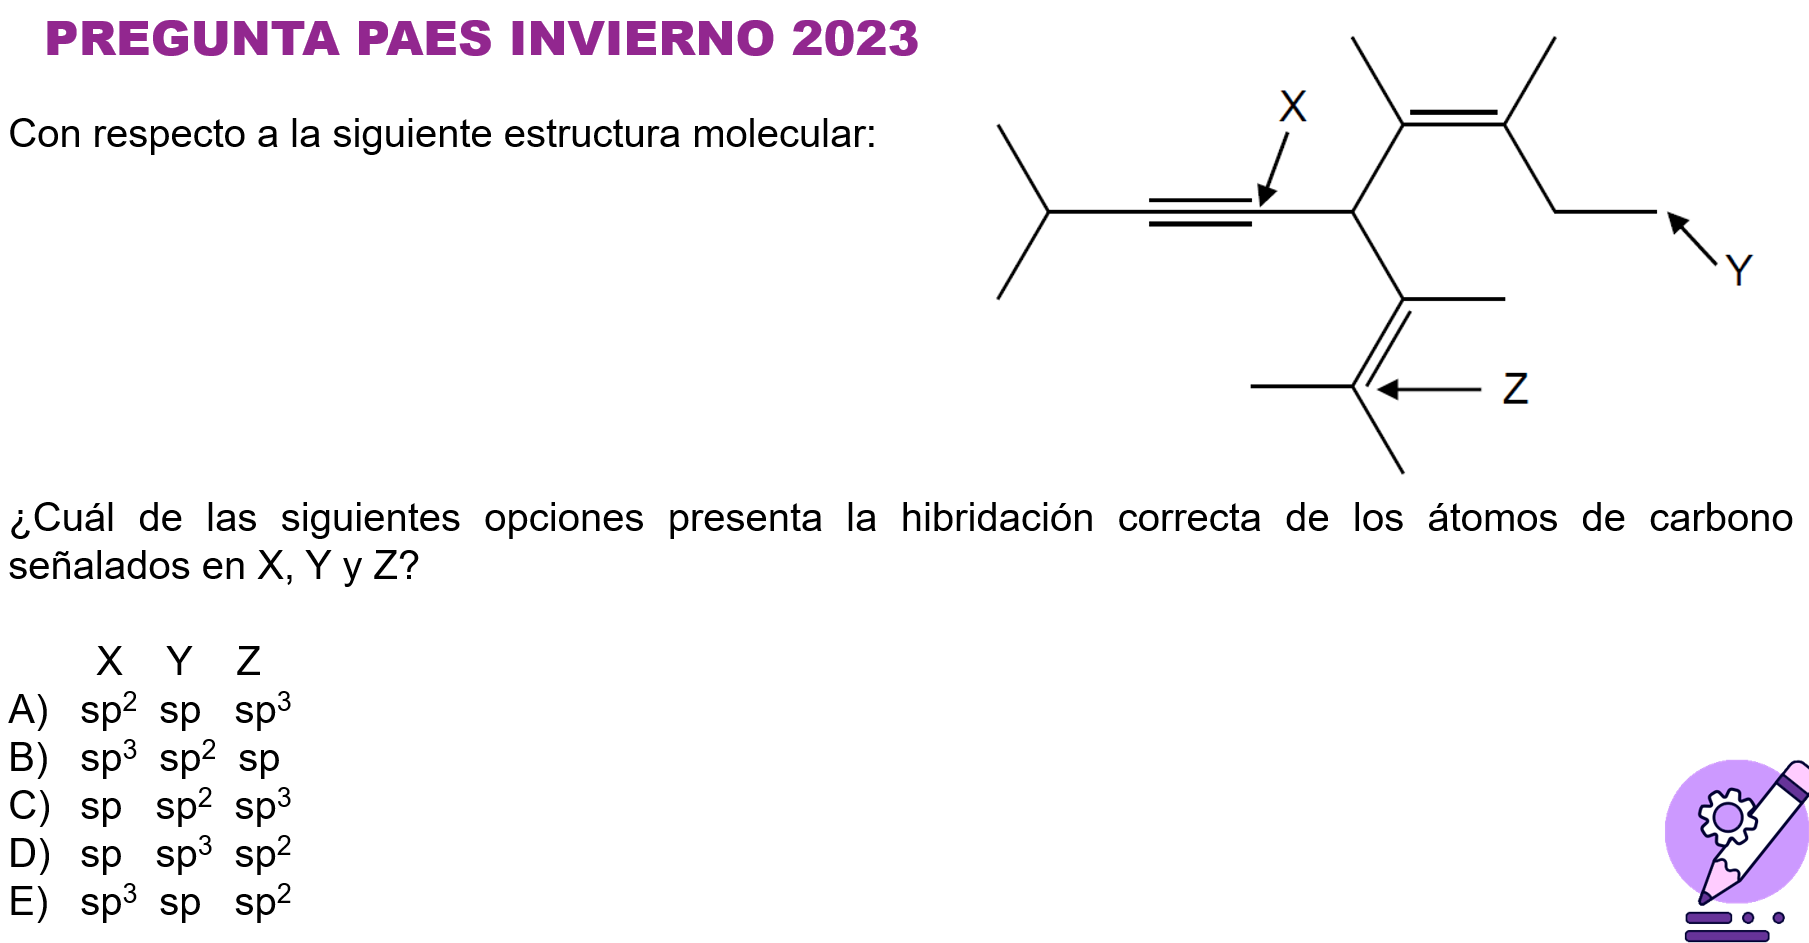 PREGUNTA PAES INVIERNO 2023
Con respecto a la siguiente estructura molecular:
X
Y
Z
¿Cuál de las siguientes opciones presenta la hibridación correcta de los átomos de carbono
señalados en X, Y y Z?
X Y Z
A) sp² sp sp³
B) sp³ sp² sp
C) sp sp² sp³
D) sp sp³ sp²
E) sp³ sp sp²